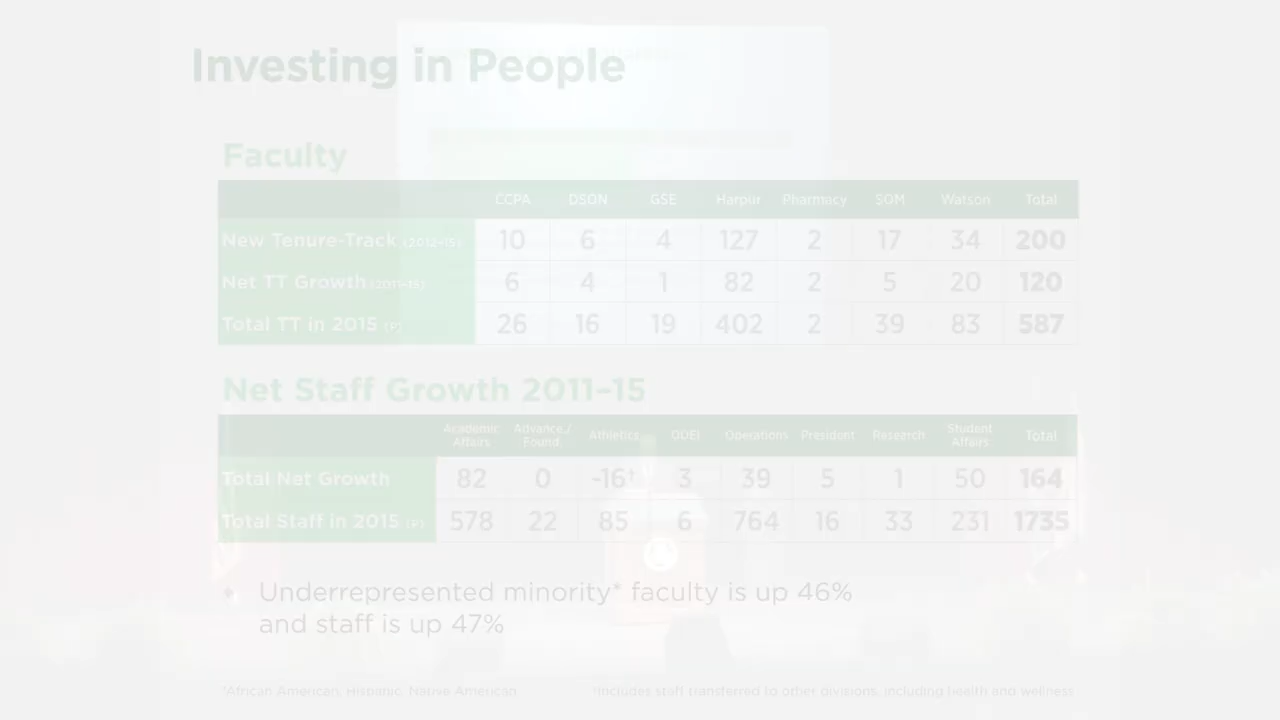 Investing in People
Faculty
CCPA DSON GSE Harpur Pharmacy SOM Watson Total
New Tenure-Track (2012-15) 10 6 4 127 2 17 34 200
Net TT Growth (2011-15) 6 4 1 82 2 5 20 120
Total TT in 2015 (P) 26 16 19 402 2 39 83 587
Net Staff Growth 2011–15
Academic Affairs Advance./ Found. Athletics ODEI Operations President Research Student Affairs Total
Total Net Growth 82 0 -16† 3 39 5 1 50 164
Total Staff in 2015 (P) 578 22 85 6 764 16 33 231 1735
• Underrepresented minority* faculty is up 46%
and staff is up 47%
*African American, Hispanic, Native American †Includes staff transferred to other divisions, including health and wellness